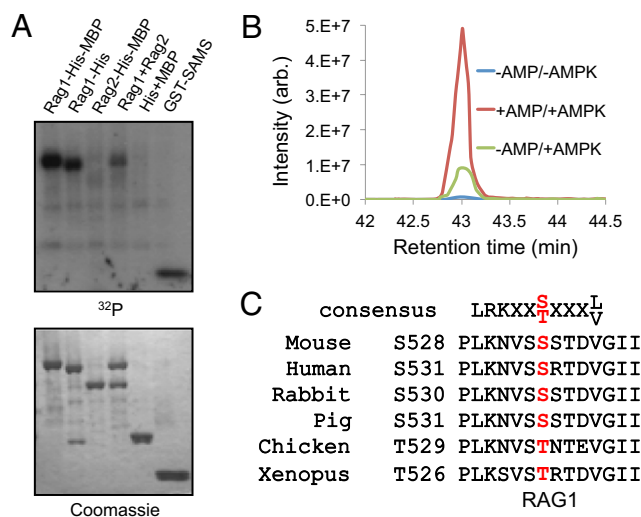 A
Rag1-His-MBP
Rag1-His
Rag2-His-MBP
Rag1+Rag2
His+MBP
GST-SAMS
32P
Coomassie
B
Intensity (arb.)
5.E+7
4.E+7
3.E+7
2.E+7
1.E+7
0.E+0
-AMP/-AMPK
+AMP/+AMPK
-AMP/+AMPK
42 42.5 43 43.5 44 44.5
Retention time (min)
C
consensus LRKXXS/TXXXXL/V
Mouse S528 PLKNVSSSTDVGII
Human S531 PLKNVSSRTDVGII
Rabbit S530 PLKNVSSSTDVGII
Pig S531 PLKNVSSSTDVGII
Chicken T529 PLKNVSTNTEVGII
Xenopus T526 PLKSVSTRTDVGII
RAG1